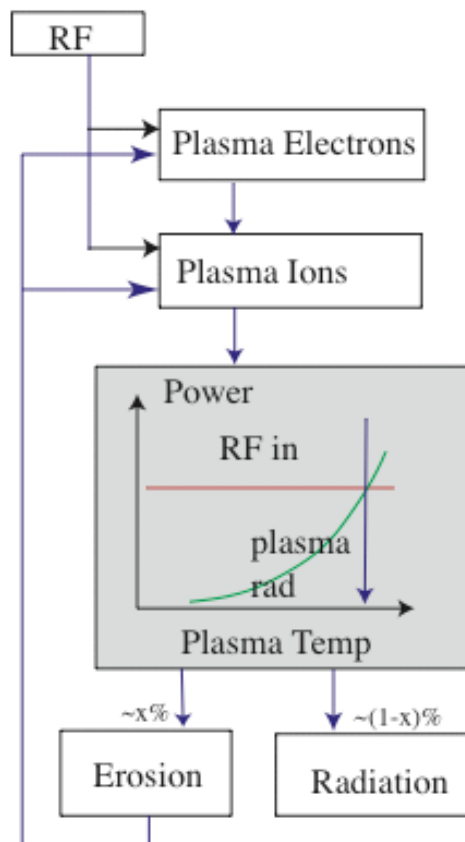 RF
Plasma Electrons
Plasma Ions
Power
RF in
plasma
rad
Plasma Temp
~x%
~(1-x)%
Erosion
Radiation